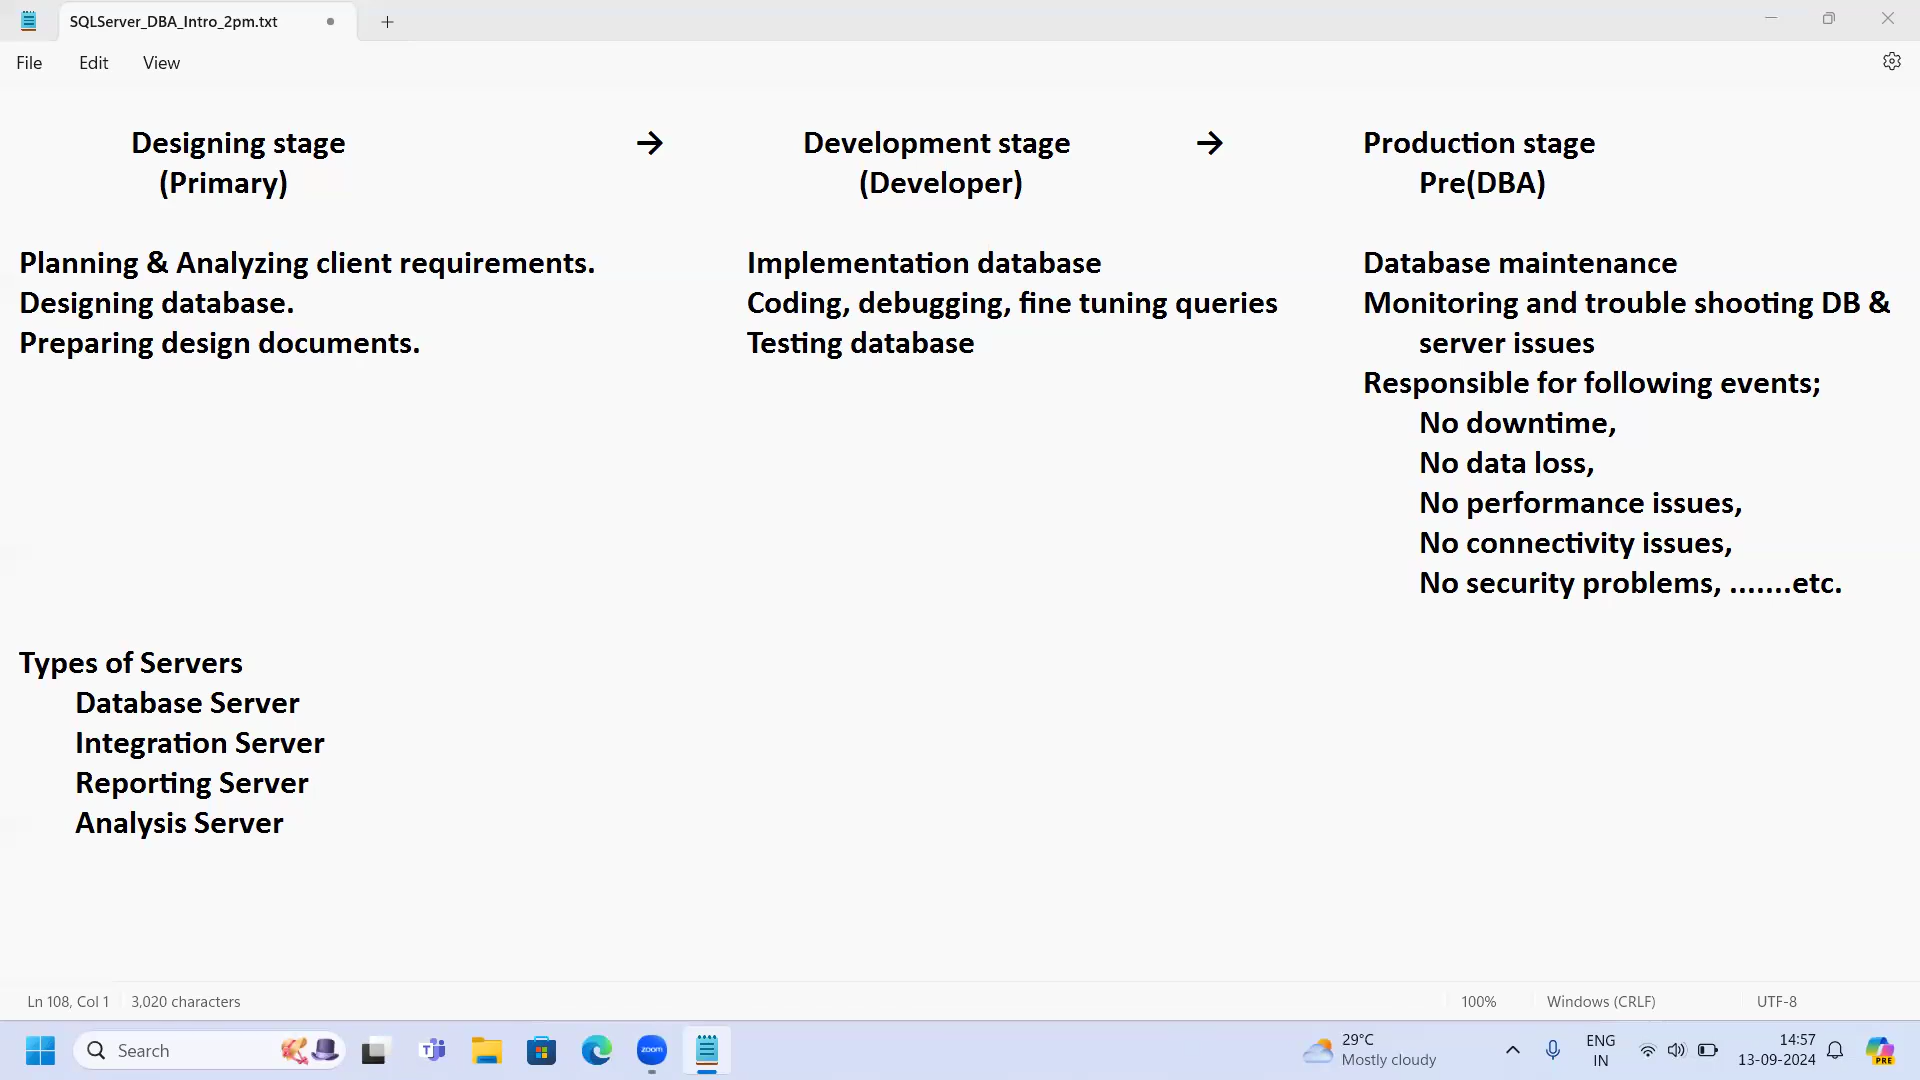 SQLServer_DBA_Intro_2pm.txt
File Edit View
Designing stage → Development stage → Production stage
(Primary) (Developer) Pre(DBA)
Planning & Analyzing client requirements. Implementation database Database maintenance
Designing database. Coding, debugging, fine tuning queries Monitoring and trouble shooting DB &
Preparing design documents. Testing database server issues
Responsible for following events;
No downtime,
No data loss,
No performance issues,
No connectivity issues,
No security problems, .......etc.
Types of Servers
Database Server
Integration Server
Reporting Server
Analysis Server
Ln 108, Col 1 3,020 characters 100% Windows (CRLF) UTF-8
Search zoom 29°C ENG 14:57
Mostly cloudy IN 13-09-2024 PRE